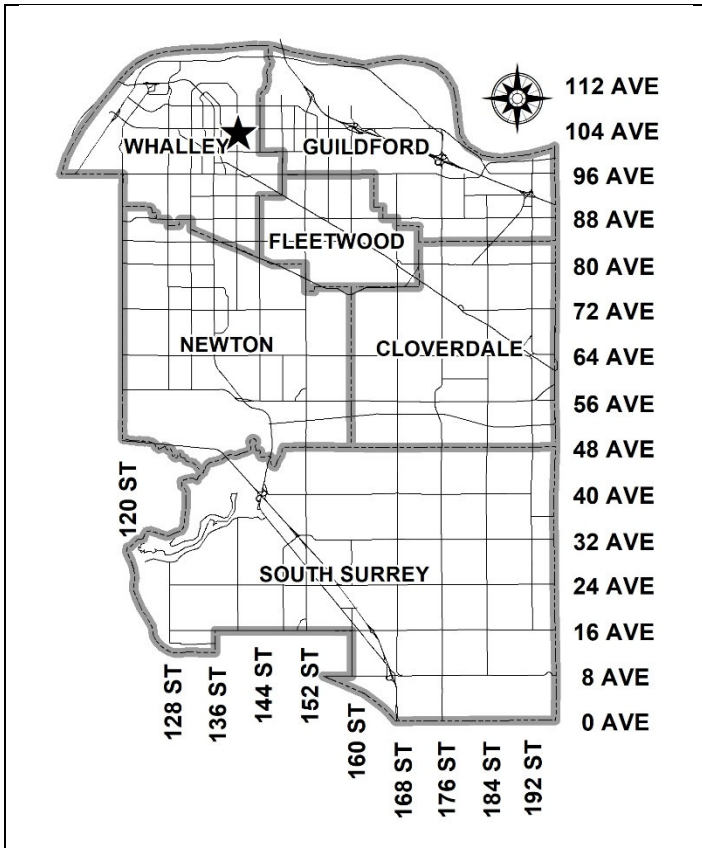 112 AVE
104 AVE
WHALLEY
GUILDFORD
96 AVE
88 AVE
FLEETWOOD
80 AVE
72 AVE
NEWTON
CLOVERDALE
64 AVE
56 AVE
48 AVE
120 ST
40 AVE
32 AVE
SOUTH SURREY
24 AVE
16 AVE
8 AVE
0 AVE
128 ST
136 ST
144 ST
152 ST
160 ST
168 ST
176 ST
184 ST
192 ST